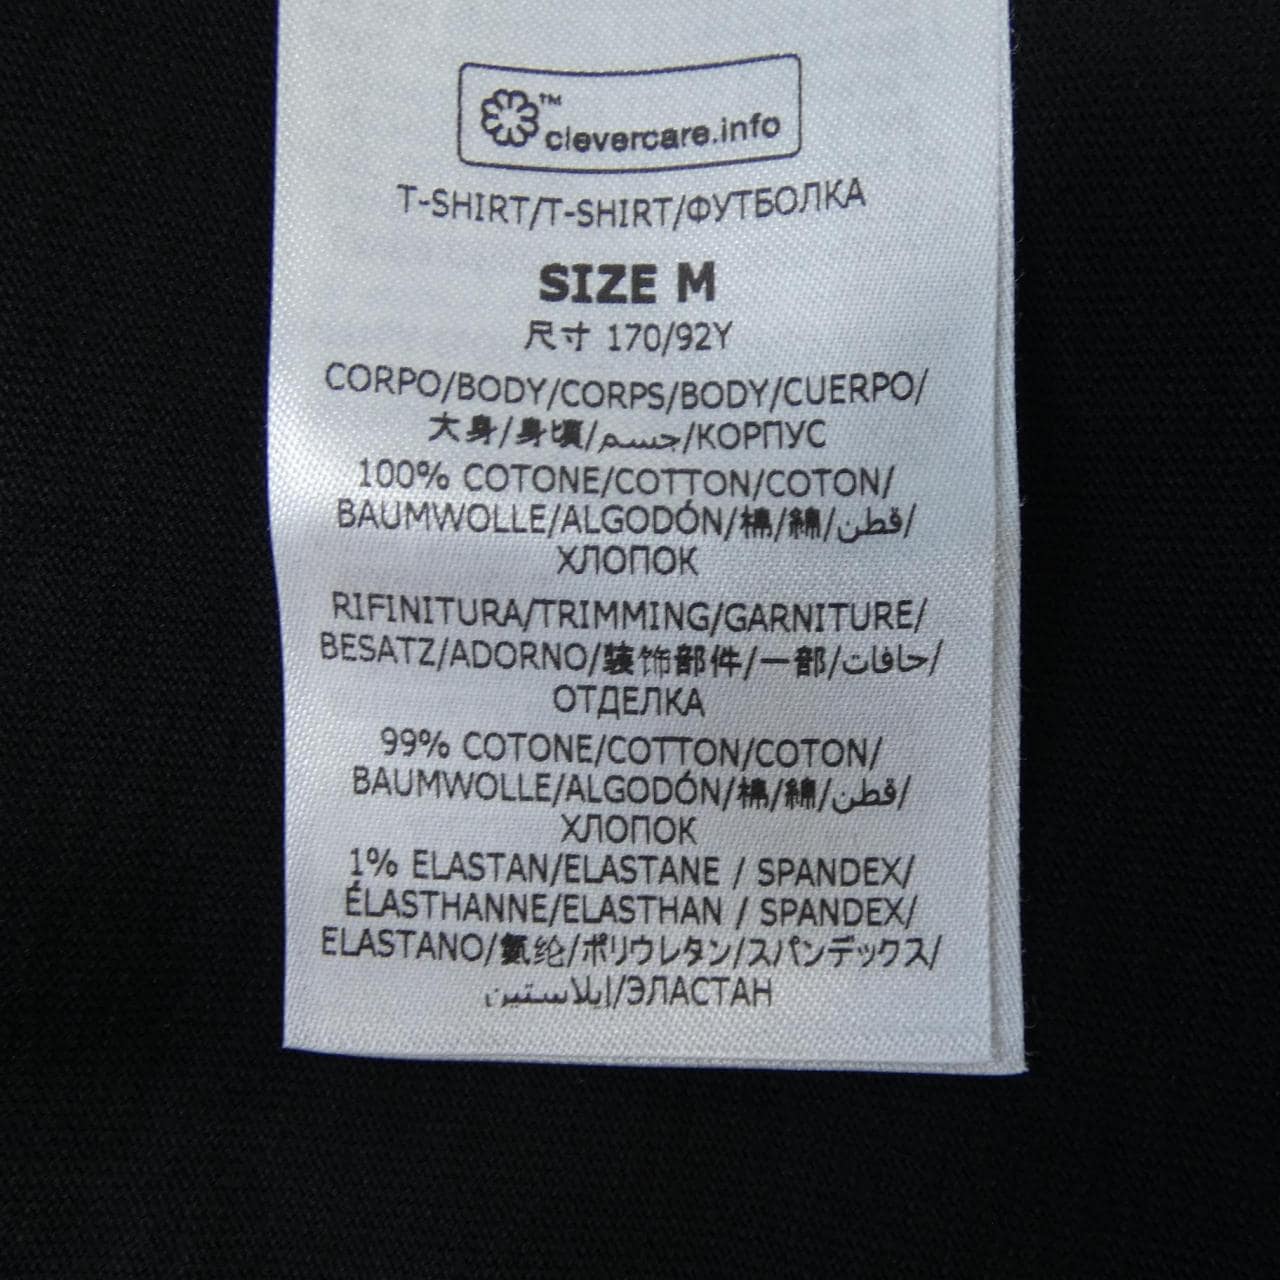 ™clevercare.info
T-SHIRT/T-SHIRT/ФУТБОЛКА
SIZE M
尺寸 170/92Y
CORPO/BODY/CORPS/BODY/CUERPO/
大身/身頃/جسم/КОРПУС
100% COTONE/COTTON/COTON/
BAUMWOLLE/ALGODÓN/棉/綿/قطن/
ХЛОПОК
RIFINITURA/TRIMMING/GARNITURE/
BESATZ/ADORNO/装饰部件/一部/حافات/
ОТДЕЛКА
99% COTONE/COTTON/COTON/
BAUMWOLLE/ALGODÓN/棉/綿/قطن/
ХЛОПОК
1% ELASTAN/ELASTANE / SPANDEX/
ÉLASTHANNE/ELASTHAN / SPANDEX/
ELASTANO/氨纶/ポリウレタン/スパンデックス/
ايلاستين/ЭЛАСТАН